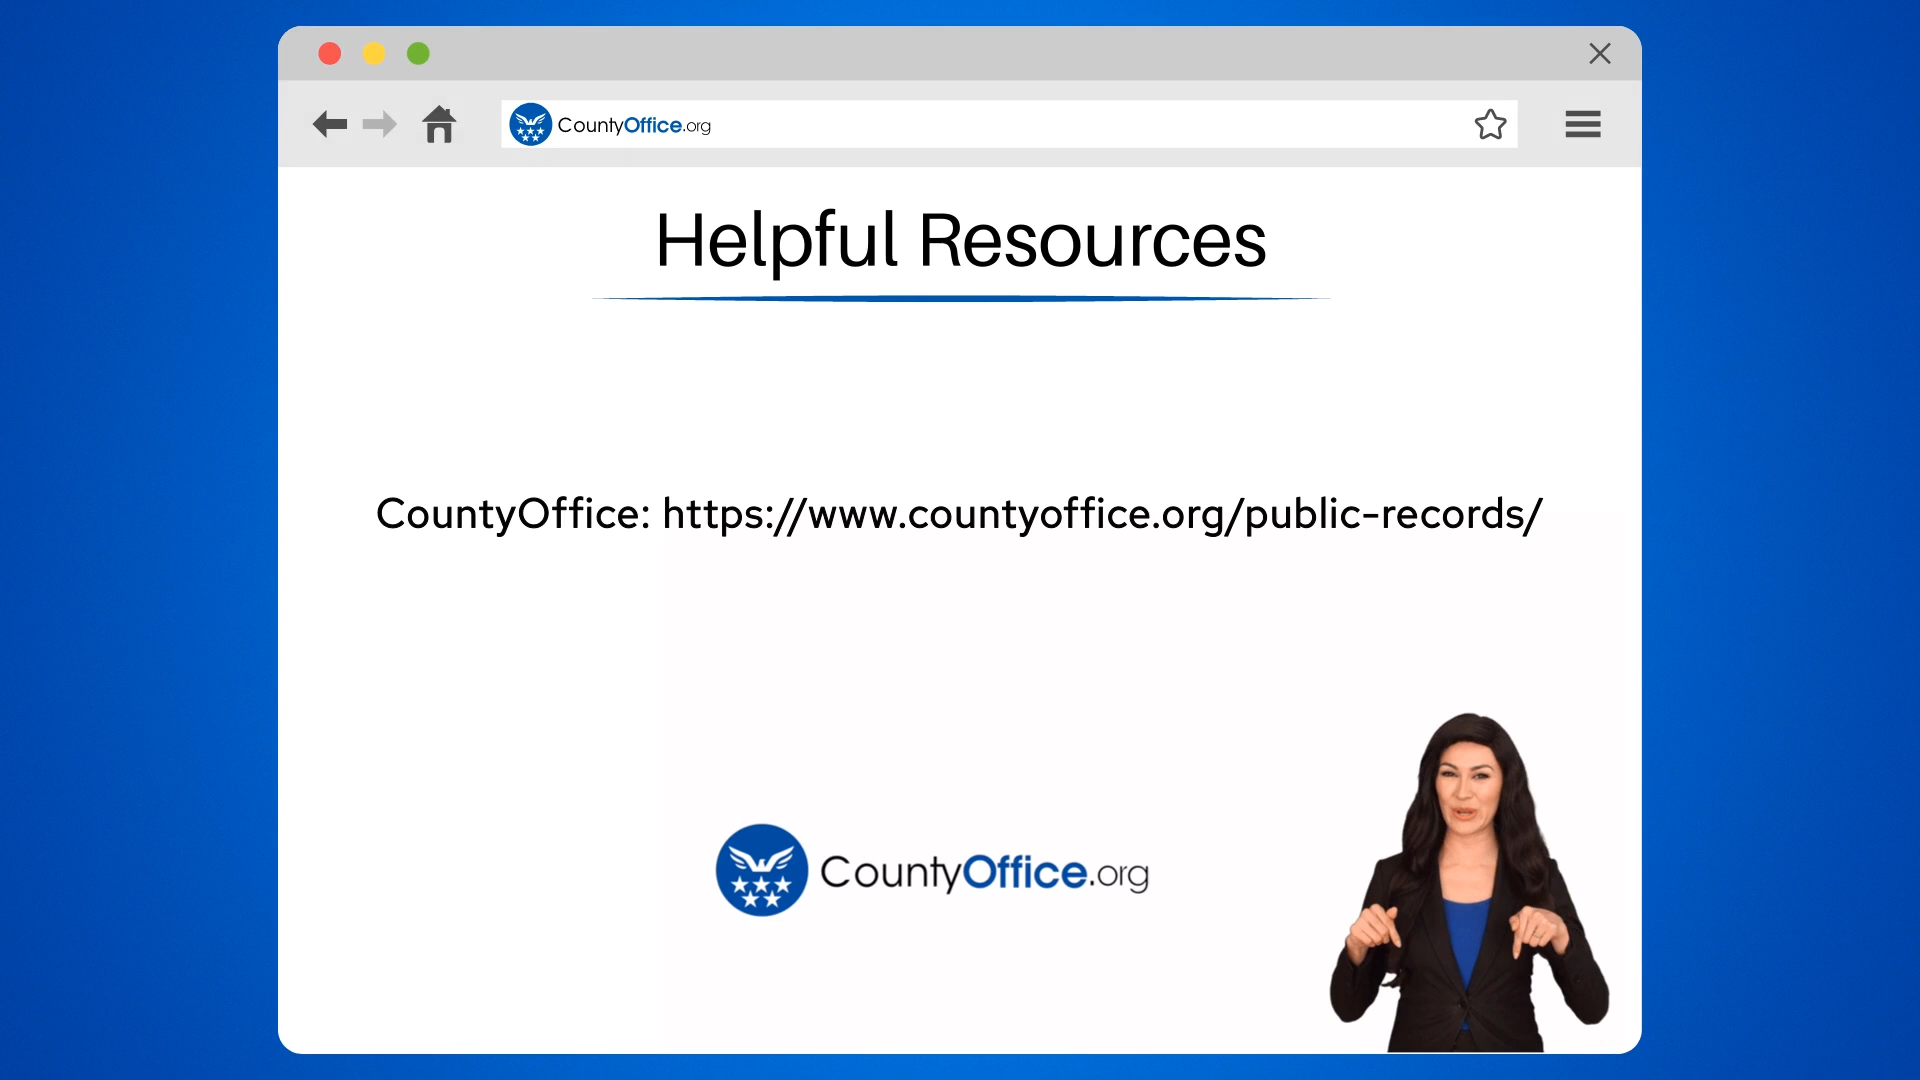 CountyOffice.org
Helpful Resources
CountyOffice: https://www.countyoffice.org/public-records/
CountyOffice.org